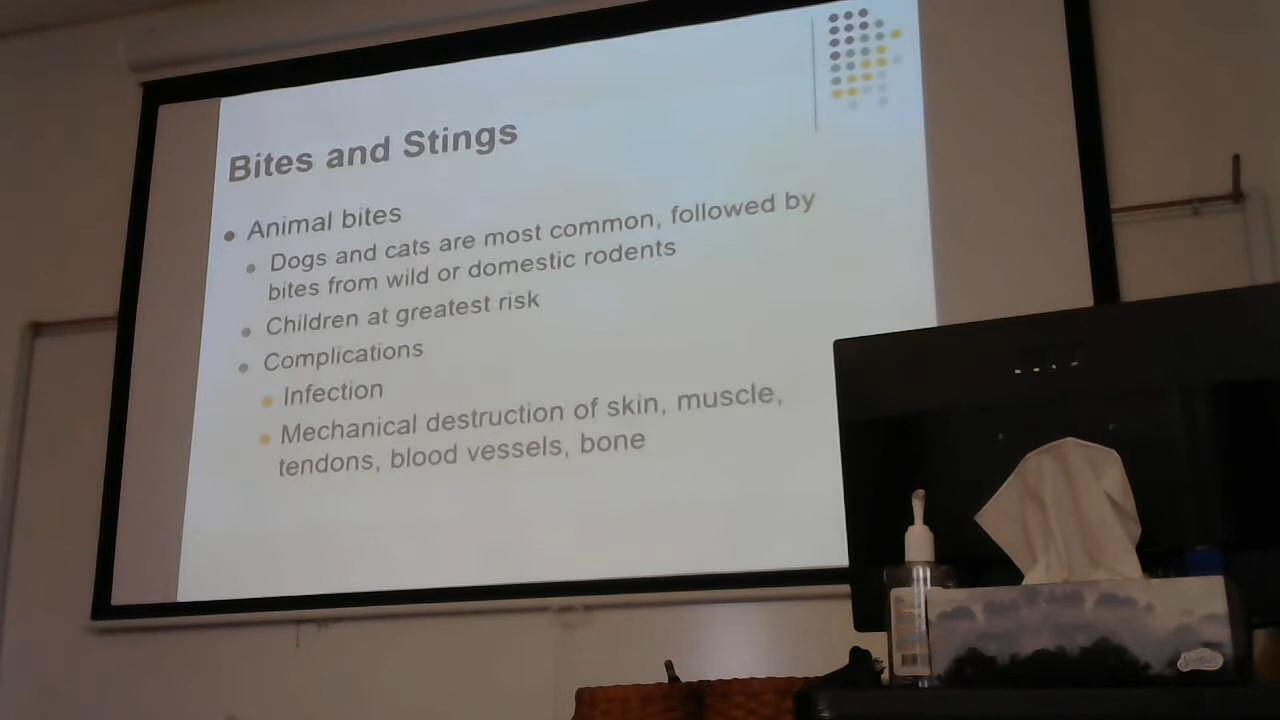 Bites and Stings
Animal bites
Dogs and cats are most common, followed by
bites from wild or domestic rodents
Children at greatest risk
Complications
Infection
Mechanical destruction of skin, muscle,
tendons, blood vessels, bone